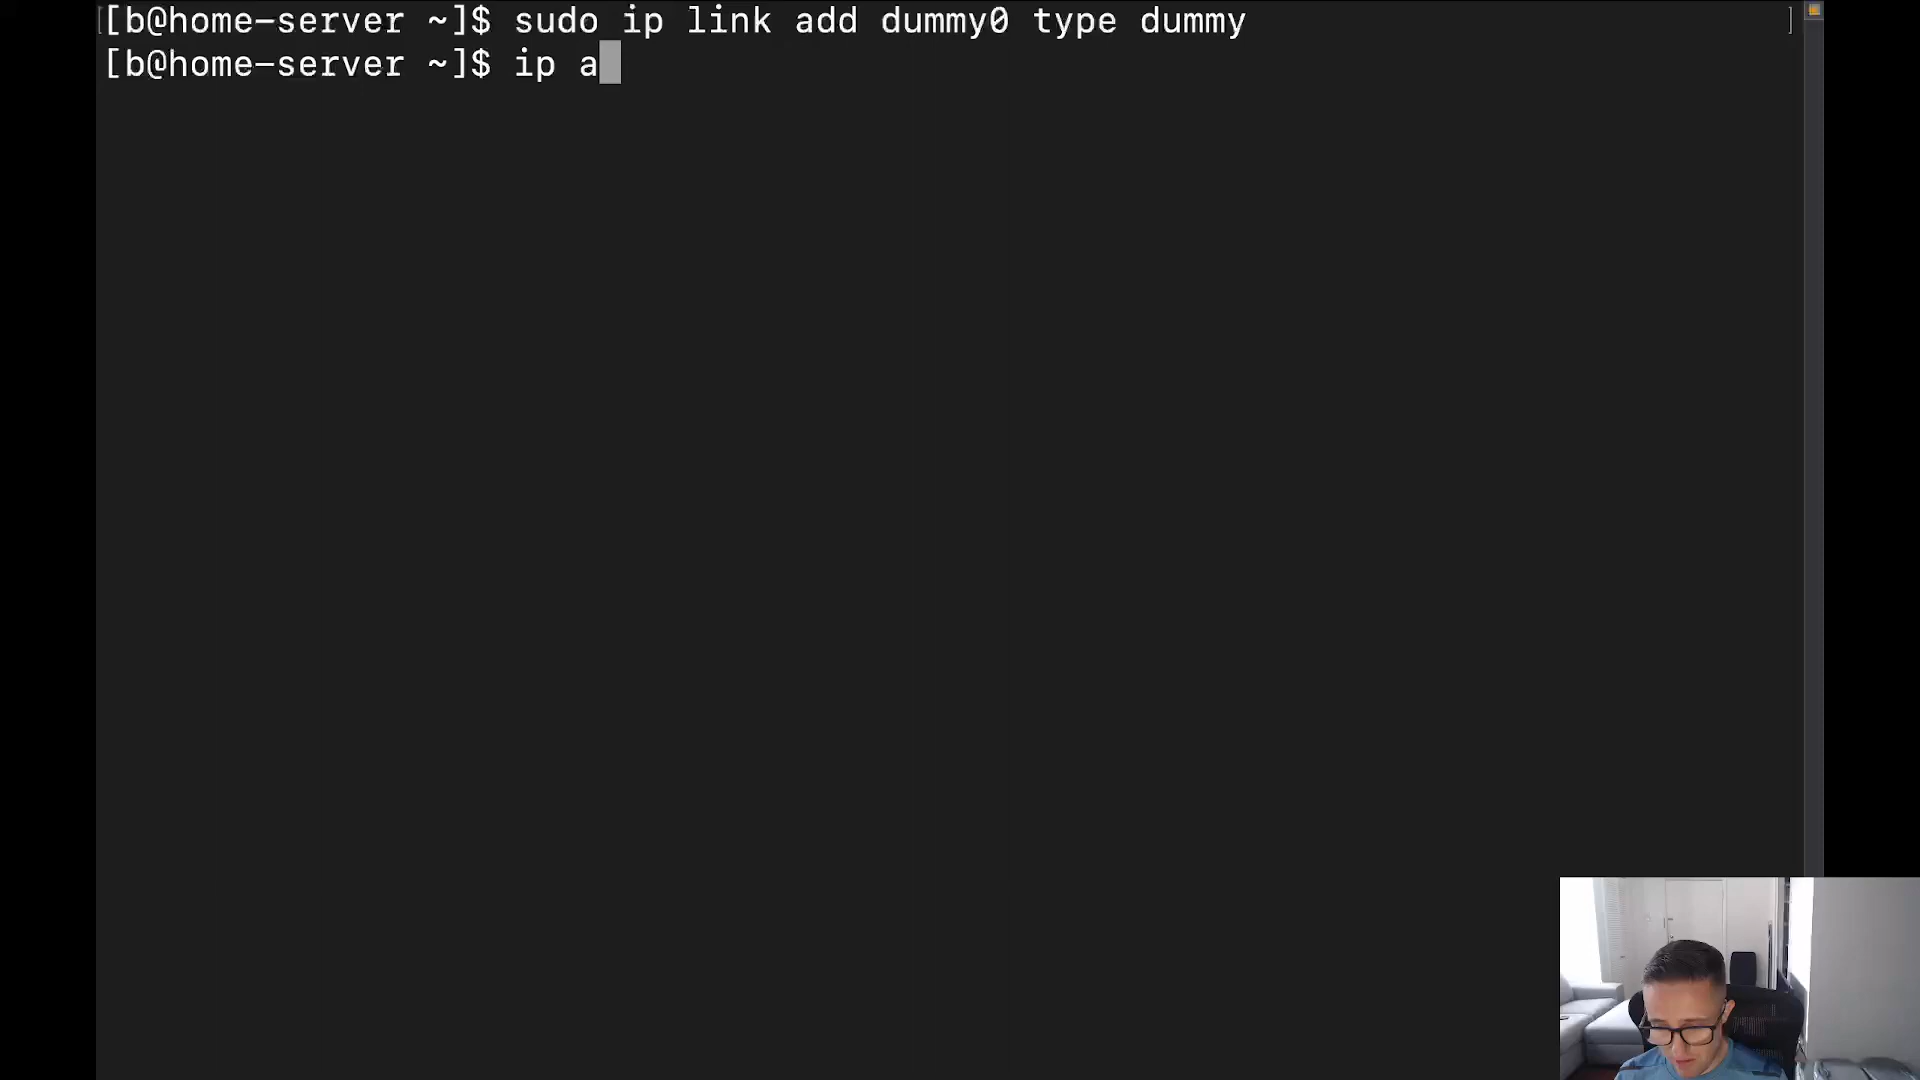 [b@home-server ~]$ sudo ip link add dummy0 type dummy
[b@home-server ~]$ ip a